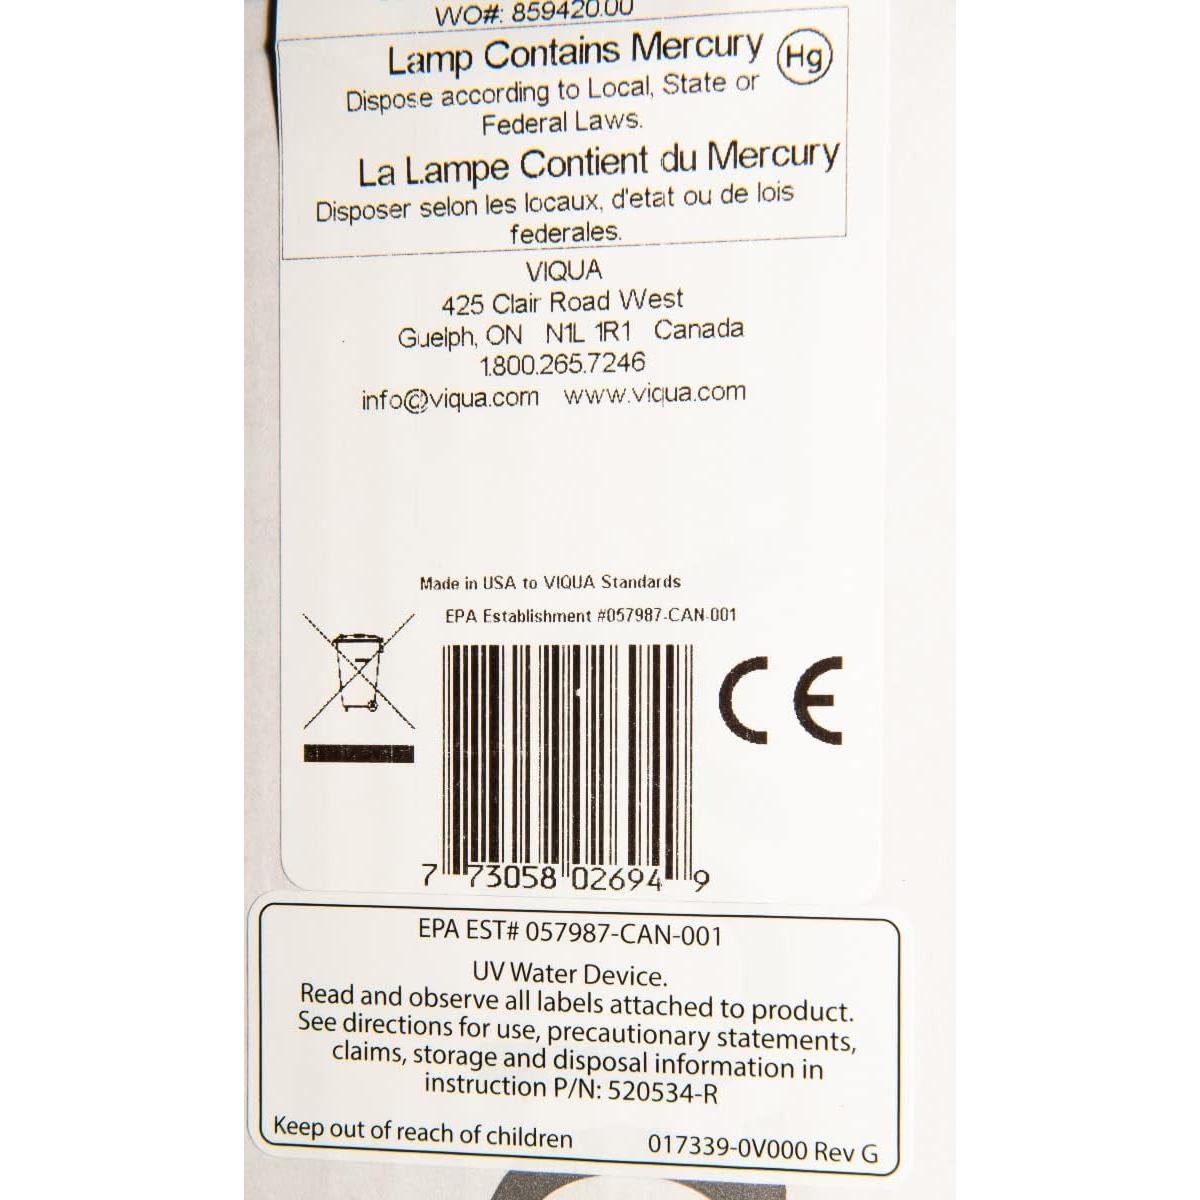 WO#: 859420.00
Lamp Contains Mercury Hg
Dispose according to Local, State or
Federal Laws.
La Lampe Contient du Mercury
Disposer selon les locaux, d'etat ou de lois
federales.
VIQUA
425 Clair Road West
Guelph, ON N1L 1R1 Canada
1.800.265.7246
info@viqua.com www.viqua.com
Made in USA to VIQUA Standards
EPA Establishment #057987-CAN-001
CE
7 73058 02694 9
EPA EST# 057987-CAN-001
UV Water Device.
Read and observe all labels attached to product.
See directions for use, precautionary statements,
claims, storage and disposal information in
instruction P/N: 520534-R
Keep out of reach of children 017339-0V000 Rev G